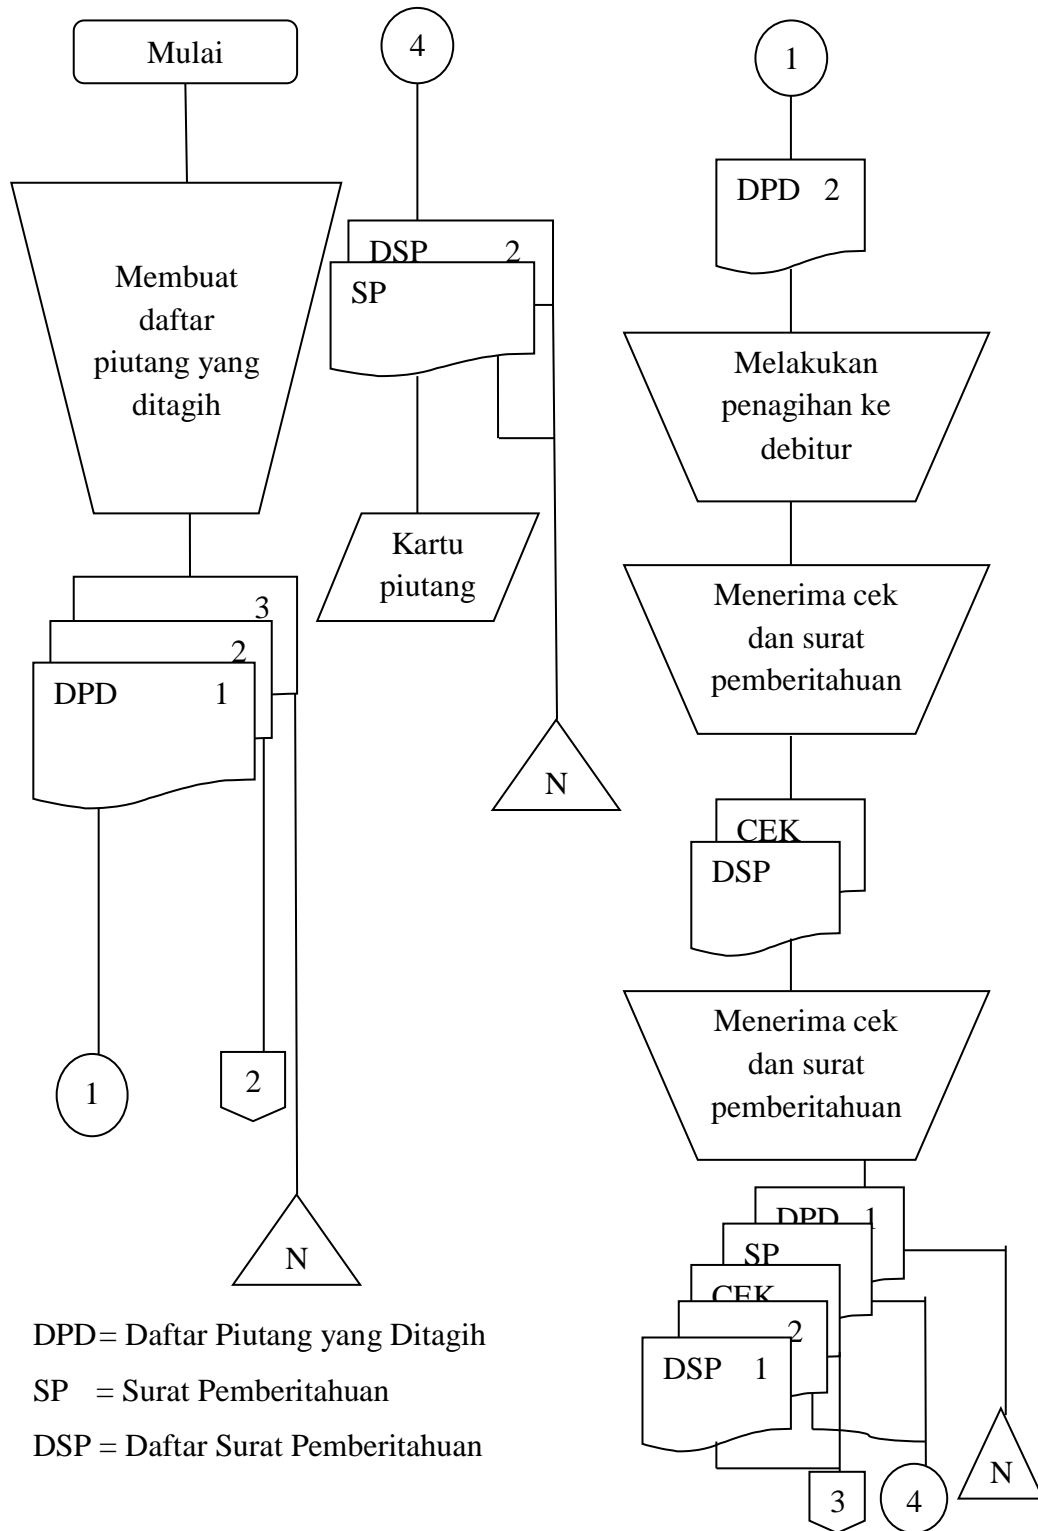 Mulai
Membuat
daftar
piutang yang
ditagih
3
2
DPD 1
1
2
N
4
DSP 2
SP
Kartu
piutang
N
1
DPD 2
Melakukan
penagihan ke
debitur
Menerima cek
dan surat
pemberitahuan
CEK
DSP
Menerima cek
dan surat
pemberitahuan
DPD 1
SP
CEK
2
DSP 1
3
4
N
DPD = Daftar Piutang yang Ditagih
SP = Surat Pemberitahuan
DSP = Daftar Surat Pemberitahuan